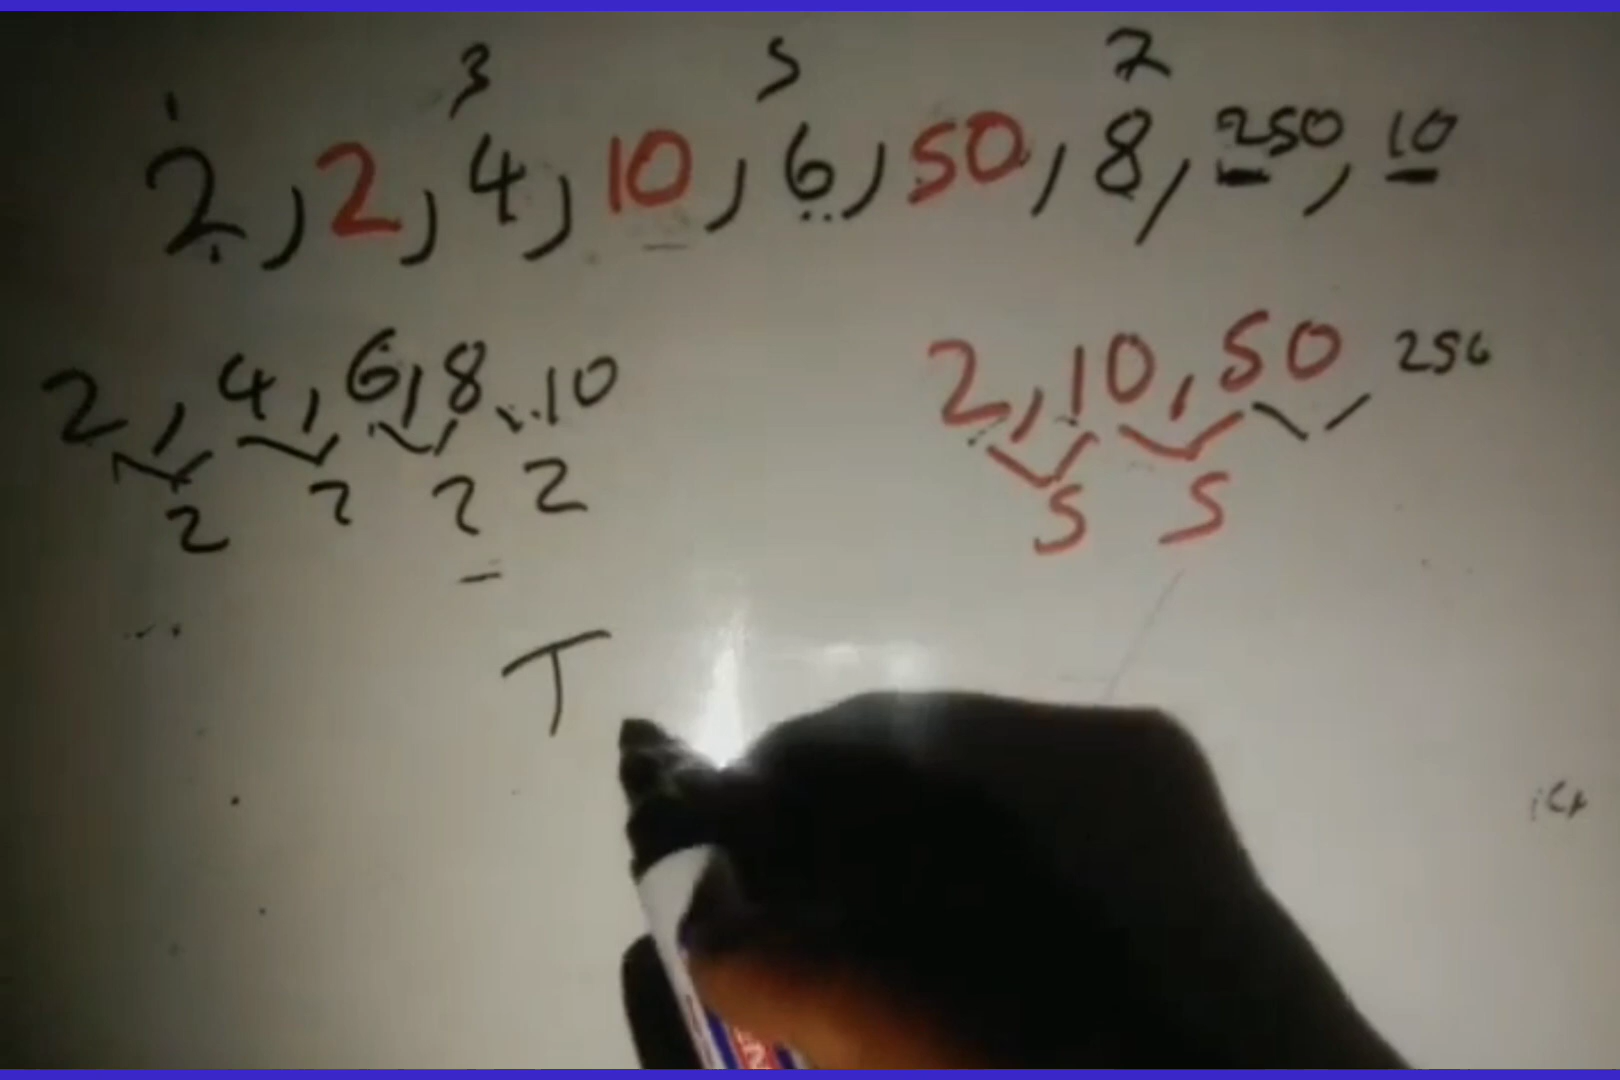 1 3 5 7
2, 2, 4, 10, 6, 50, 8, 250, 10
2, 4, 6, 8 10
2 2 2 2
2, 10, 50 250
5 5
T